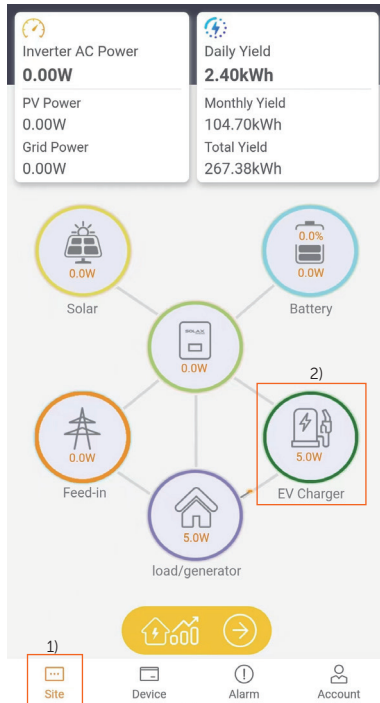 Inverter AC Power
0.00W
PV Power
0.00W
Grid Power
0.00W
Daily Yield
2.40kWh
Monthly Yield
104.70kWh
Total Yield
267.38kWh
0.0W
Solar
0.0%
0.0W
Battery
SOLAX
0.0W
2)
0.0W
Feed-in
5.0W
EV Charger
5.0W
load/generator
1)
Site
Device
Alarm
Account